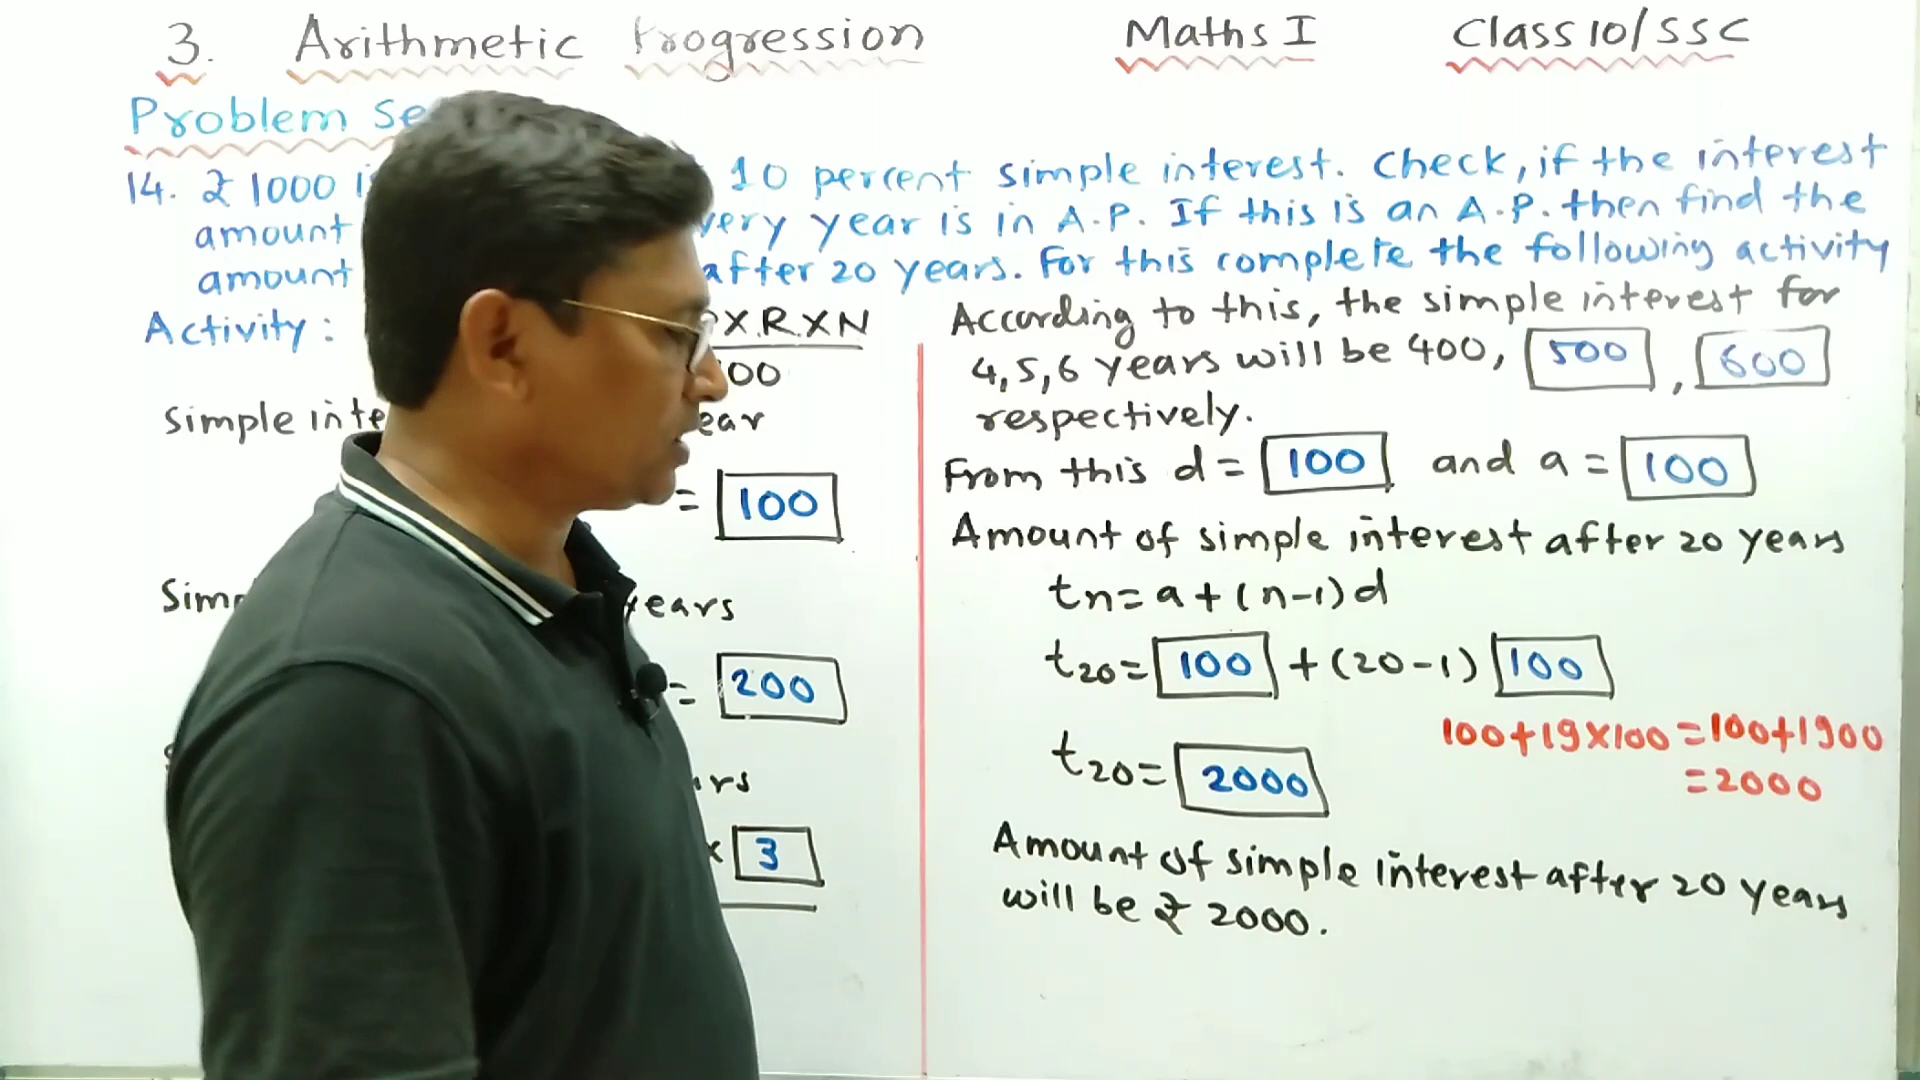 3. Arithmetic Progression Maths I Class 10/SSC
Problem Se
14. ₹ 1000 i 10 percent simple interest. Check, if the interest
amount very year is in A.P. If this is an A.P. then find the
amount after 20 years. For this complete the following activity
Activity: P X R X N
00
Simple inte ear
= 100
Sim years
= 200
rs
× 3
According to this, the simple interest for
4, 5, 6 years will be 400, 500 , 600
respectively.
From this d = 100 and a = 100
Amount of simple interest after 20 years
tn = a + (n-1)d
t20 = 100 + (20-1) 100
100+19×100 = 100+1900
t20 = 2000
= 2000
Amount of simple interest after 20 years
will be ₹ 2000.